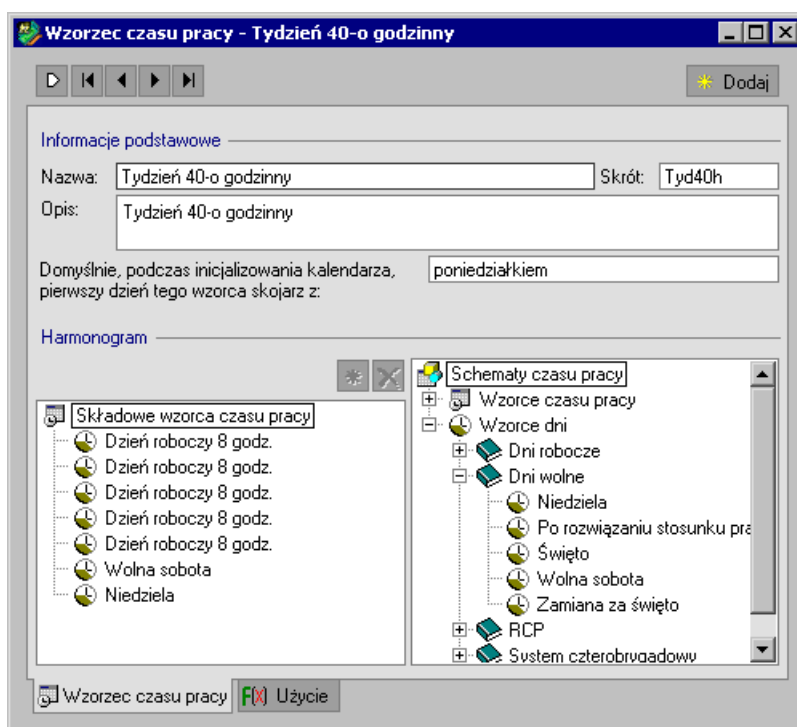 Wzorzec czasu pracy - Tydzień 40-o godzinny
Dodaj
Informacje podstawowe
Nazwa: Tydzień 40-o godzinny Skrót: Tyd40h
Opis: Tydzień 40-o godzinny
Domyślnie, podczas inicjalizowania kalendarza, poniedziałkiem
pierwszy dzień tego wzorca skojarz z:
Harmonogram
Składowe wzorca czasu pracy
Dzień roboczy 8 godz.
Dzień roboczy 8 godz.
Dzień roboczy 8 godz.
Dzień roboczy 8 godz.
Dzień roboczy 8 godz.
Wolna sobota
Niedziela
Schematy czasu pracy
Wzorce czasu pracy
Wzorce dni
Dni robocze
Dni wolne
Niedziela
Po rozwiązaniu stosunku pra
Święto
Wolna sobota
Zamiana za święto
RCP
System czterobrygadowy
Wzorzec czasu pracy F(X) Użycie